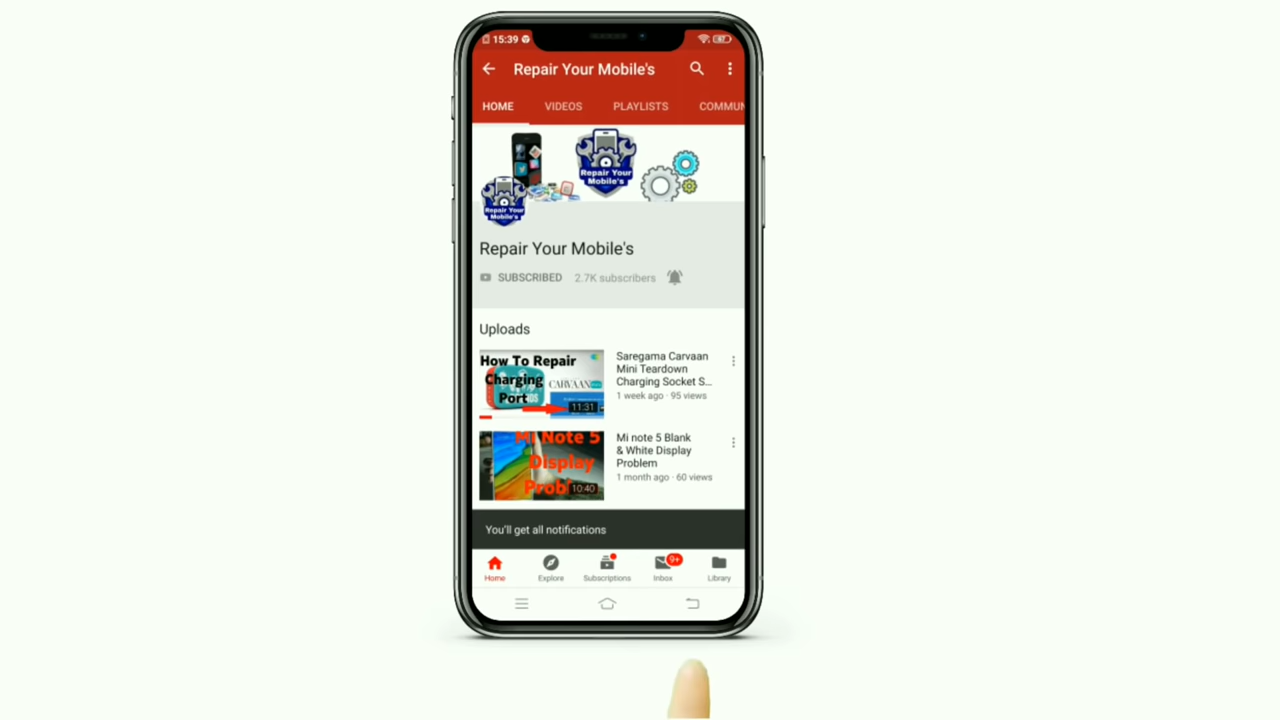 15:39
67
Repair Your Mobile's
HOME VIDEOS PLAYLISTS COMMUN
Repair Your
Mobile's
Repair Your
Mobile's
Repair Your Mobile's
SUBSCRIBED 2.7K subscribers
Uploads
How To Repair
Charging
Port
CARVAAN
11:31
Saregama Carvaan
Mini Teardown
Charging Socket S...
1 week ago · 95 views
Mi Note 5
Display
Prob
10:40
Mi note 5 Blank
& White Display
Problem
1 month ago · 60 views
You'll get all notifications
9+
Home Explore Subscriptions Inbox Library